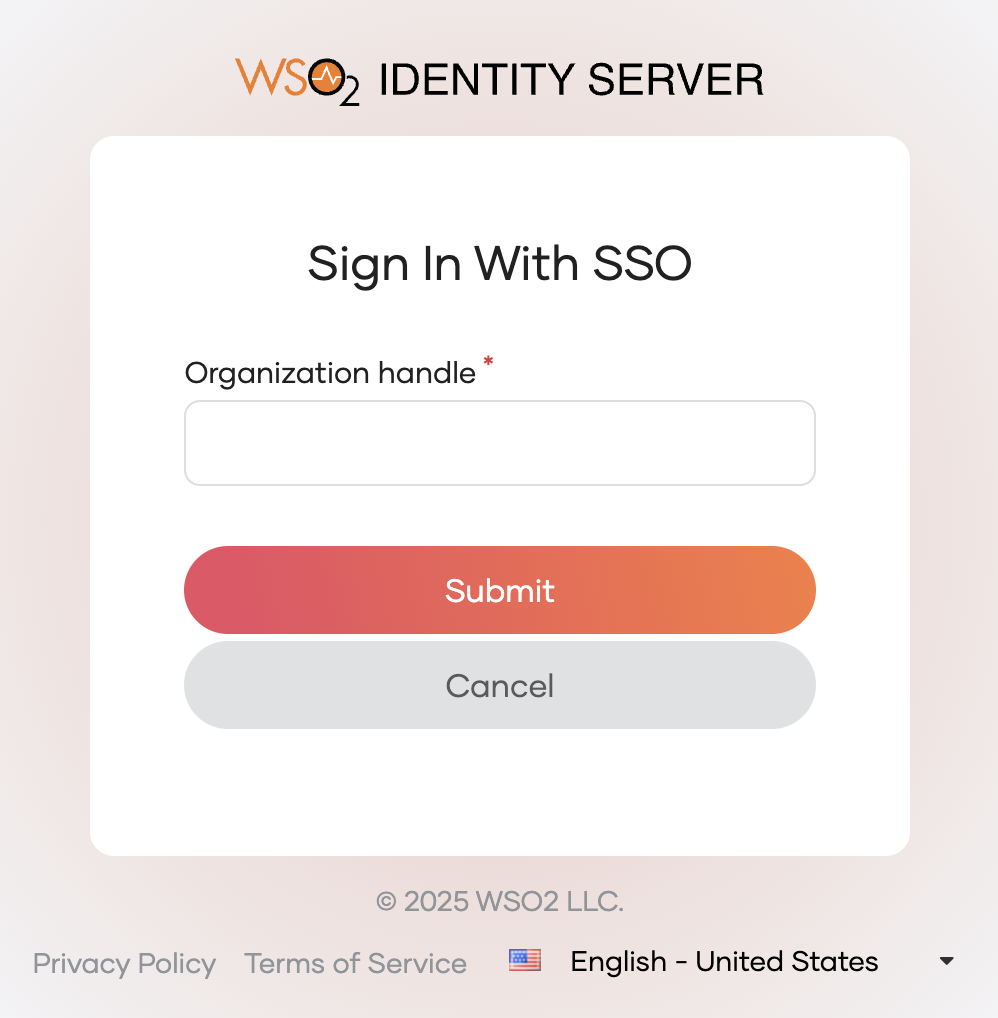 WSO2 IDENTITY SERVER
Sign In With SSO
Organization handle *
Submit
Cancel
© 2025 WSO2 LLC.
Privacy Policy Terms of Service English - United States